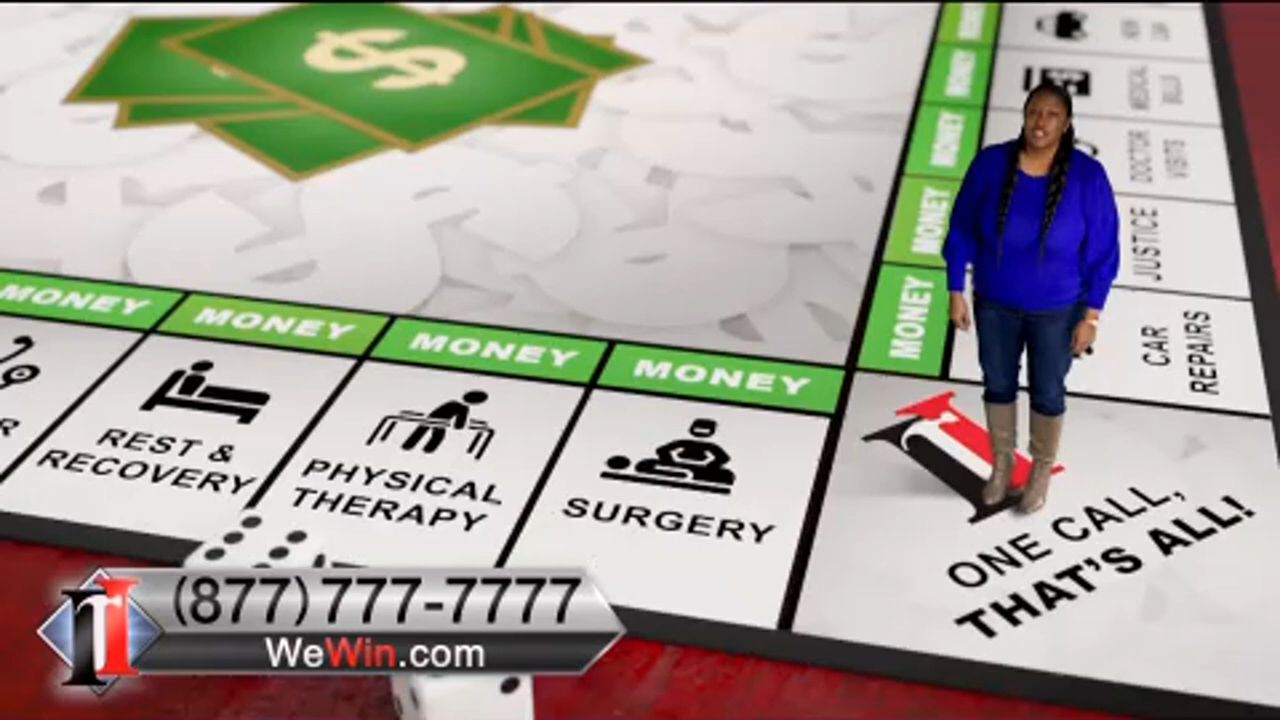 $
MONEY
MONEY
MONEY
MONEY
MONEY
MONEY
MONEY
MONEY
MEDICAL
BILLS
DOCTOR
VISITS
JUSTICE
CAR
REPAIRS
REST &
RECOVERY
PHYSICAL
THERAPY
SURGERY
ONE CALL,
THAT'S ALL!
(877) 777-7777
WeWin.com